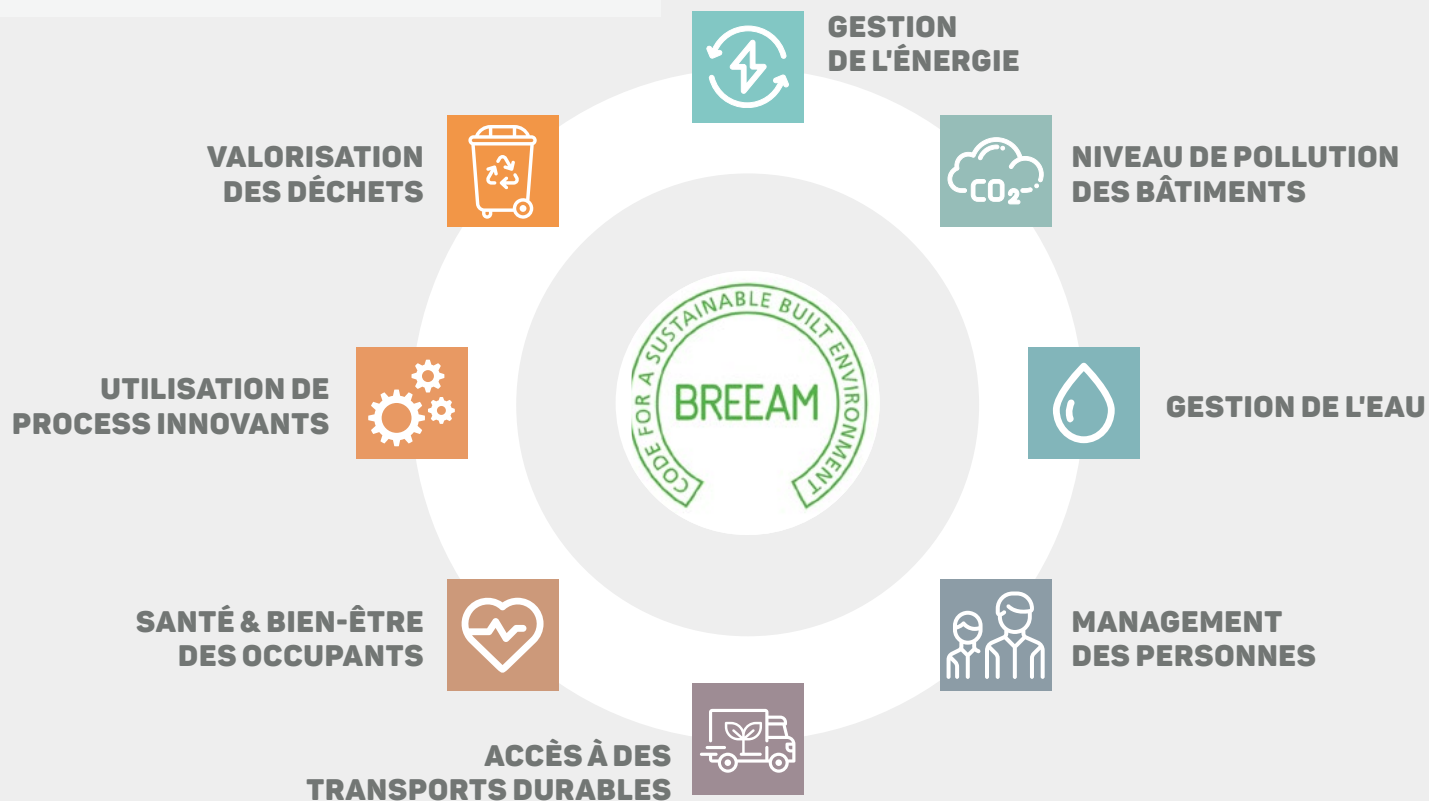 GESTION
DE L'ÉNERGIE
VALORISATION
DES DÉCHETS
CO2
NIVEAU DE POLLUTION
DES BÂTIMENTS
UTILISATION DE
PROCESS INNOVANTS
CODE FOR A SUSTAINABLE BUILT ENVIRONMENT
BREEAM
GESTION DE L'EAU
SANTÉ & BIEN-ÊTRE
DES OCCUPANTS
MANAGEMENT
DES PERSONNES
ACCÈS À DES
TRANSPORTS DURABLES